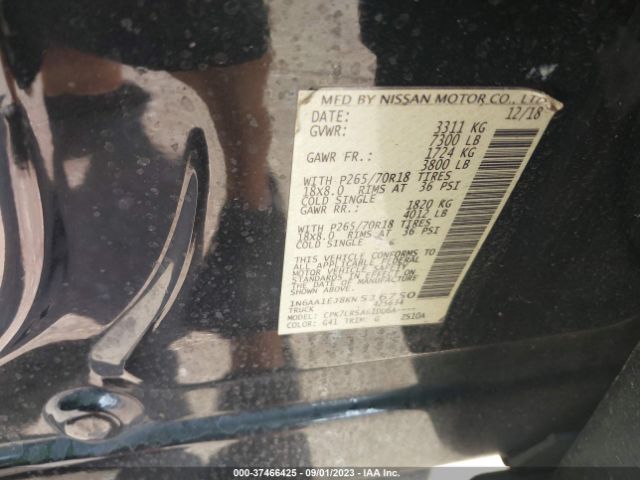 MFD BY NISSAN MOTOR CO., LTD.
DATE: 12/18
GVWR: 3311 KG
7300 LB
GAWR FR.: 1724 KG
3800 LB
WITH P265/70R18 TIRES
18X8.0 RIMS AT 36 PSI
COLD SINGLE
GAWR RR.: 1820 KG
4012 LB
WITH P265/70R18 TIRES
18X8.0 RIMS AT 36 PSI
COLD SINGLE
THIS VEHICLE CONFORMS TO
ALL APPLICABLE FEDERAL
MOTOR VEHICLE SAFETY
STANDARDS IN EFFECT ON
THE DATE OF MANUFACTURE
SHOWN ABOVE.
1N6AA1EJ8KN536750
TRUCK
MODEL:
COLOR: G41 TRIM: G
000-37466425 - 09/01/2023 - IAA Inc.